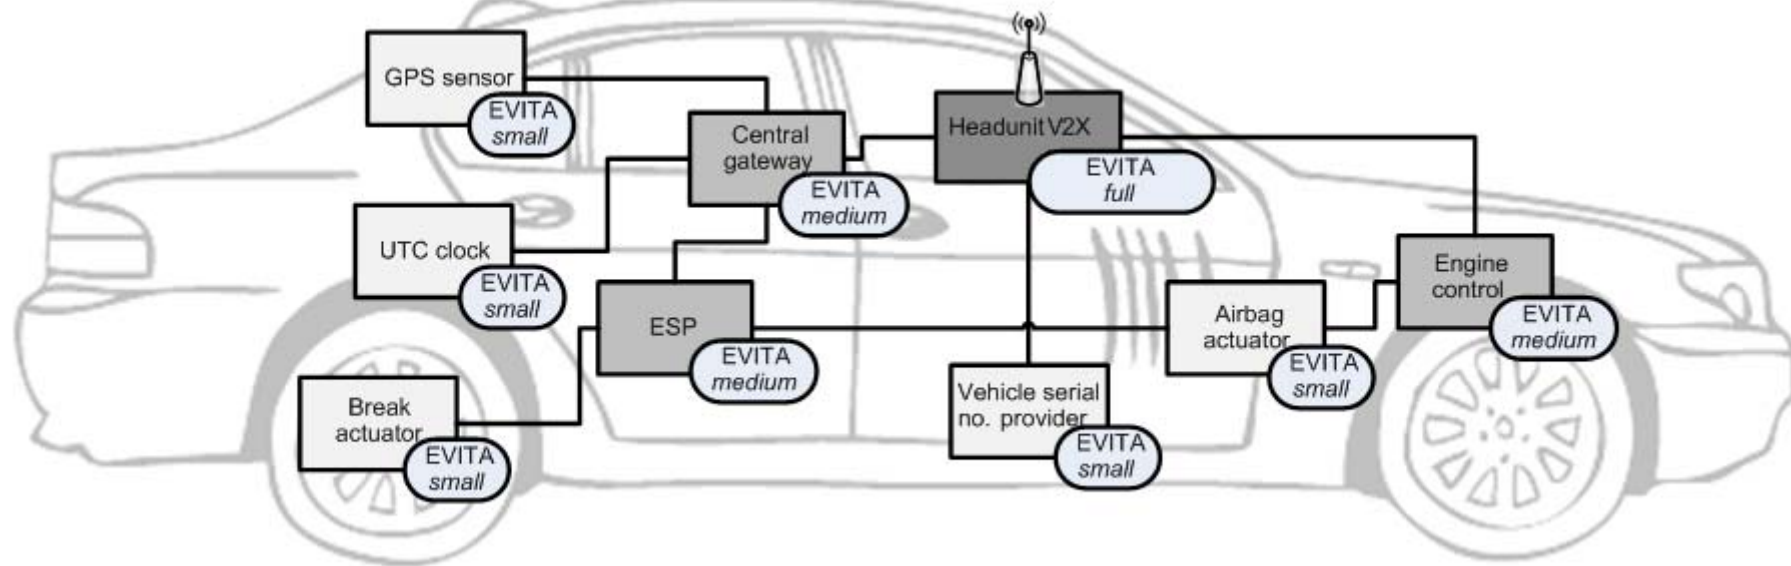 GPS sensor
EVITA
small
Central
gateway
EVITA
medium
Headunit V2X
EVITA
full
UTC clock
EVITA
small
ESP
EVITA
medium
Engine
control
EVITA
medium
Airbag
actuator
EVITA
small
Break
actuator
EVITA
small
Vehicle serial
no. provider
EVITA
small